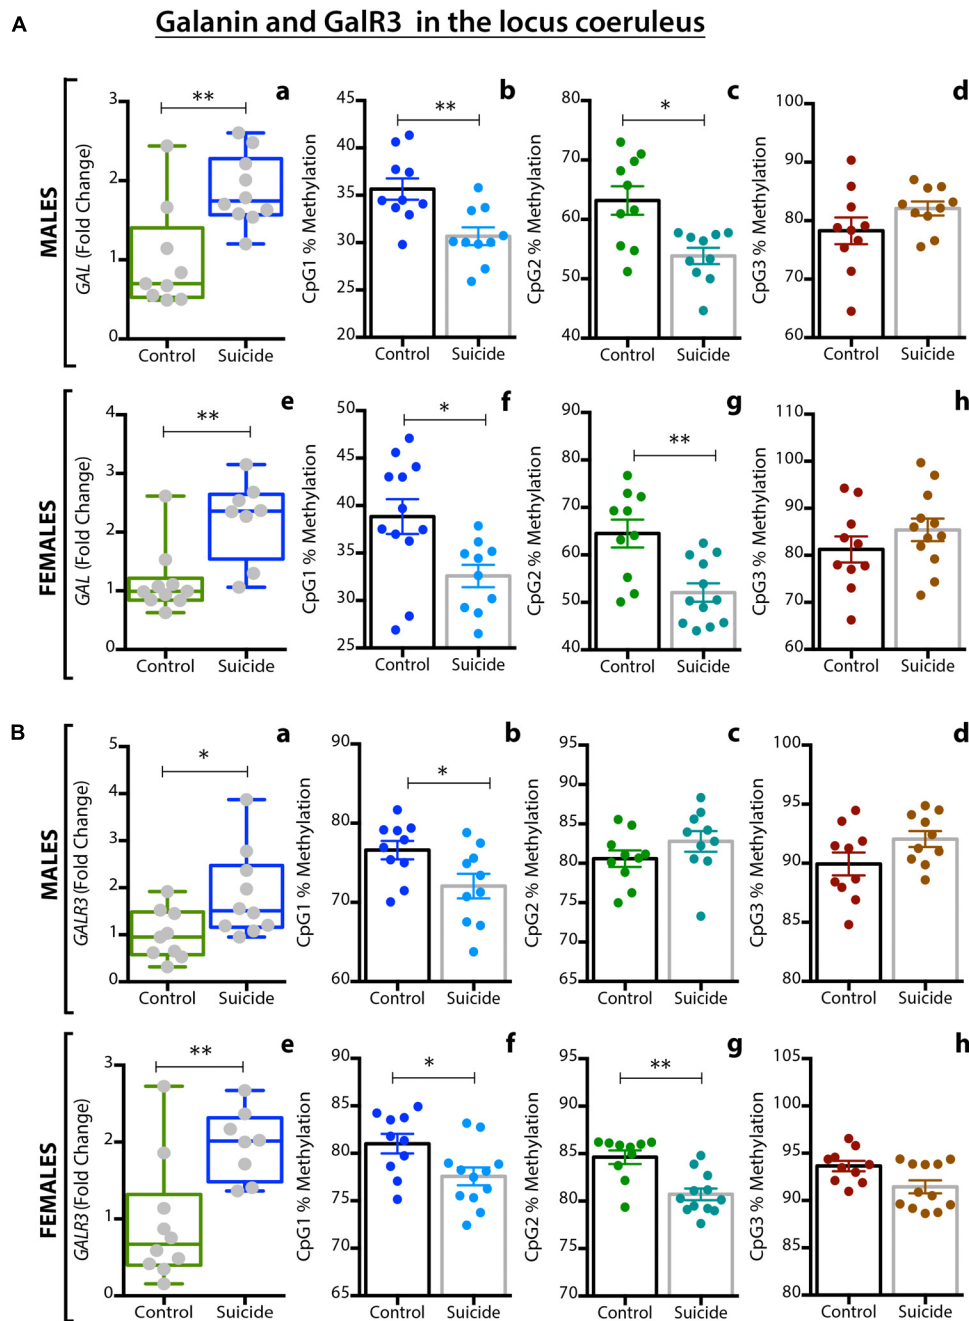 A
Galanin and GalR3 in the locus coeruleus
MALES
a
GAL (Fold Change)
3
1
0
**
Control
Suicide
b
CpG1 % Methylation
45
40
35
30
25
20
**
Control
Suicide
c
CpG2 % Methylation
80
70
60
50
40
*
Control
Suicide
d
CpG3 % Methylation
100
90
80
70
60
Control
Suicide
FEMALES
e
GAL (Fold Change)
4
3
2
1
0
**
Control
Suicide
f
CpG1 % Methylation
50
45
40
35
30
25
*
Control
Suicide
g
CpG2 % Methylation
90
80
70
60
50
40
**
Control
Suicide
h
CpG3 % Methylation
110
100
90
80
70
60
Control
Suicide
B
MALES
a
GALR3 (Fold Change)
5
4
3
2
1
0
*
Control
Suicide
b
CpG1 % Methylation
90
80
70
60
*
Control
Suicide
c
CpG2 % Methylation
95
90
85
80
75
70
65
Control
Suicide
d
CpG3 % Methylation
100
95
90
85
80
Control
Suicide
FEMALES
e
GALR3 (Fold Change)
3
2
1
0
**
Control
Suicide
f
CpG1 % Methylation
90
85
80
75
70
65
*
Control
Suicide
g
CpG2 % Methylation
95
90
85
80
75
70
**
Control
Suicide
h
CpG3 % Methylation
105
100
95
90
85
80
Control
Suicide